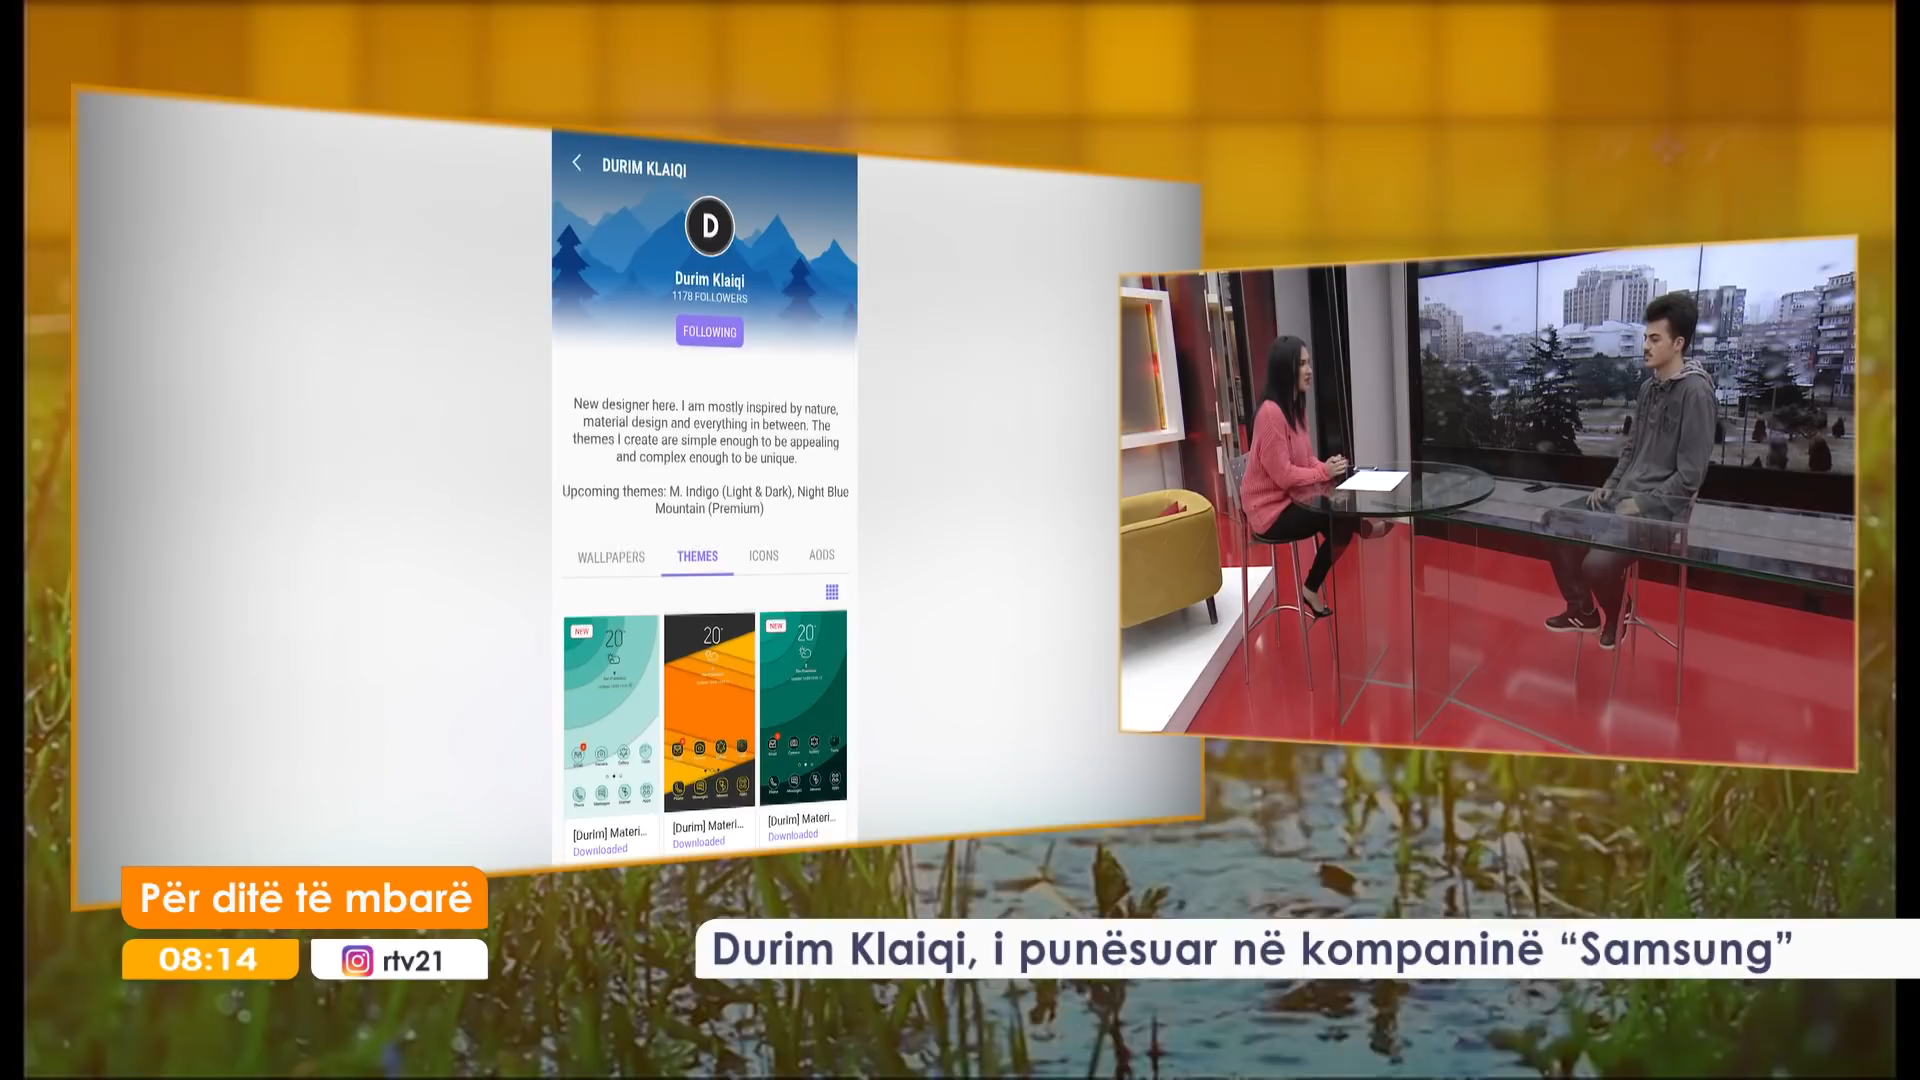 DURIM KLAIQI
D
Durim Klaiqi
1178 FOLLOWERS
FOLLOWING
New designer here. I am mostly inspired by nature,
material design and everything in between. The
themes I create are simple enough to be appealing
and complex enough to be unique.
Upcoming themes: M. Indigo (Light & Dark), Night Blue
Mountain (Premium)
WALLPAPERS THEMES ICONS AODS
NEW 20° 20° NEW 20°
[Durim] Materi... [Durim] Materi... [Durim] Materi...
Downloaded Downloaded Downloaded
Për ditë të mbarë
08:14 rtv21
Durim Klaiqi, i punësuar në kompaninë “Samsung”